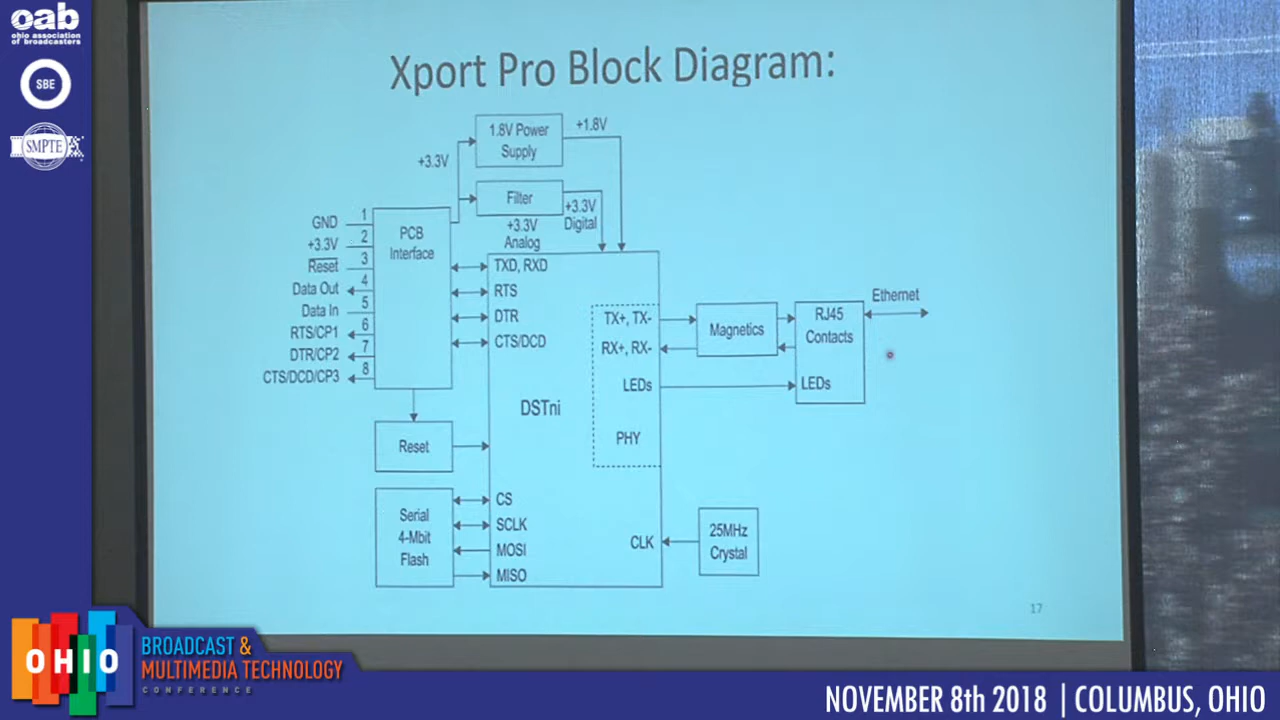 oab
ohio association
of broadcasters
SBE
SMPTE
Xport Pro Block Diagram:
1.8V Power
Supply
+1.8V
+3.3V
Filter
+3.3V
Digital
+3.3V
Analog
GND 1
+3.3V 2
Reset 3
Data Out 4
Data In 5
RTS/CP1 6
DTR/CP2 7
CTS/DCD/CP3 8
PCB
Interface
TXD, RXD
RTS
DTR
CTS/DCD
DSTni
TX+, TX-
RX+, RX-
LEDs
PHY
Magnetics
RJ45
Contacts
LEDs
Ethernet
Reset
Serial
4-Mbit
Flash
CS
SCLK
MOSI
MISO
CLK
25MHz
Crystal
17
OHIO
BROADCAST &
MULTIMEDIA TECHNOLOGY
CONFERENCE
NOVEMBER 8th 2018 | COLUMBUS, OHIO